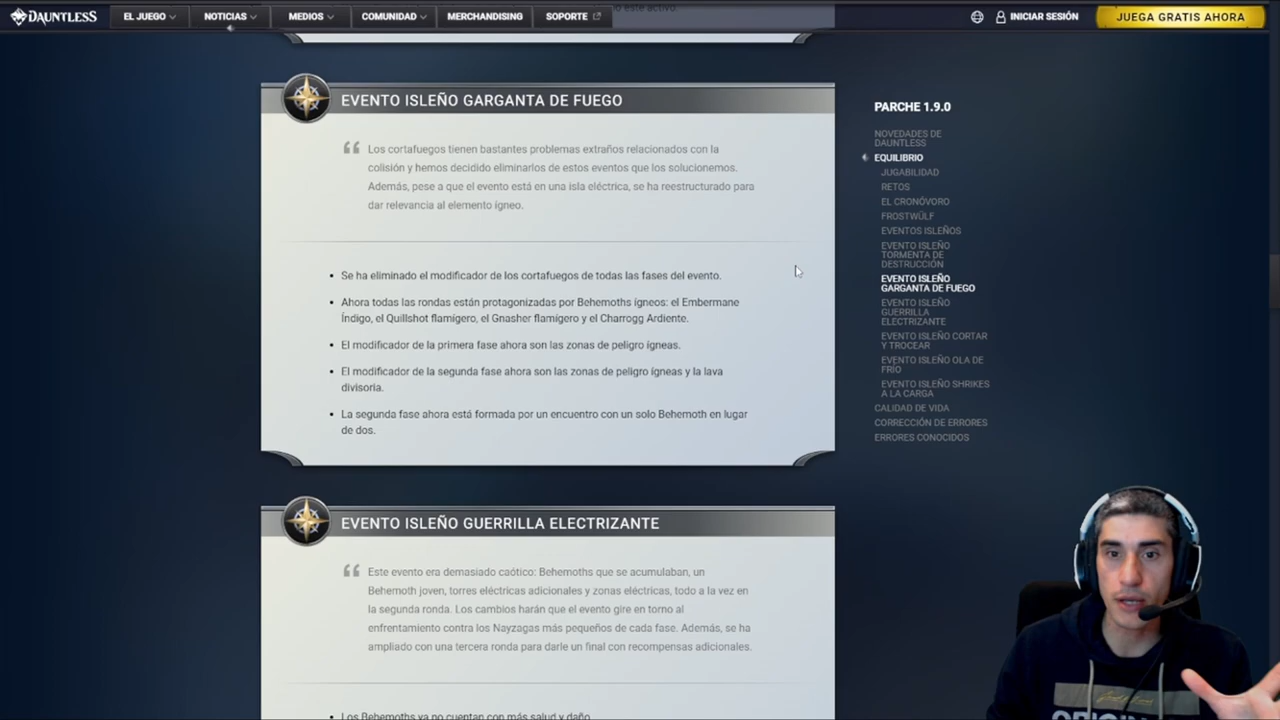 DAUNTLESS
EL JUEGO
NOTICIAS
MEDIOS
COMUNIDAD
MERCHANDISING
SOPORTE
INICIAR SESIÓN
JUEGA GRATIS AHORA
EVENTO ISLEÑO GARGANTA DE FUEGO
Los cortafuegos tienen bastantes problemas extraños relacionados con la
colisión y hemos decidido eliminarlos de estos eventos que los solucionemos.
Además, pese a que el evento está en una isla eléctrica, se ha reestructurado para
dar relevancia al elemento ígneo.
• Se ha eliminado el modificador de los cortafuegos de todas las fases del evento.
• Ahora todas las rondas están protagonizadas por Behemoths ígneos: el Embermane
Índigo, el Quillshot flamígero, el Gnasher flamígero y el Charrogg Ardiente.
• El modificador de la primera fase ahora son las zonas de peligro ígneas.
• El modificador de la segunda fase ahora son las zonas de peligro ígneas y la lava
divisoria.
• La segunda fase ahora está formada por un encuentro con un solo Behemoth en lugar
de dos.
EVENTO ISLEÑO GUERRILLA ELECTRIZANTE
Este evento era demasiado caótico: Behemoths que se acumulaban, un
Behemoth joven, torres eléctricas adicionales y zonas eléctricas, todo a la vez en
la segunda ronda. Los cambios harán que el evento gire en torno al
enfrentamiento contra los Nayzagas más pequeños de cada fase. Además, se ha
ampliado con una tercera ronda para darle un final con recompensas adicionales.
• Los Behemoths ya no cuentan con más salud y daño.
PARCHE 1.9.0
NOVEDADES DE
DAUNTLESS
EQUILIBRIO
JUGABILIDAD
RETOS
EL CRONÓVORO
FROSTWÜLF
EVENTOS ISLEÑOS
EVENTO ISLEÑO
TORMENTA DE
DESTRUCCIÓN
EVENTO ISLEÑO
GARGANTA DE FUEGO
EVENTO ISLEÑO
GUERRILLA
ELECTRIZANTE
EVENTO ISLEÑO CORTAR
Y TROCEAR
EVENTO ISLEÑO OLA DE
FRÍO
EVENTO ISLEÑO SHRIKES
A LA CARGA
CALIDAD DE VIDA
CORRECCIÓN DE ERRORES
ERRORES CONOCIDOS